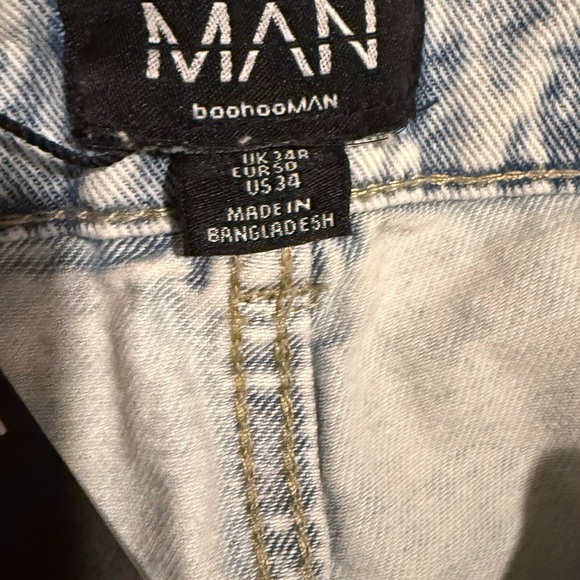 MAN
boohooMAN
UK 34R
EUR 50
US 34
MADE IN
BANGLADESH